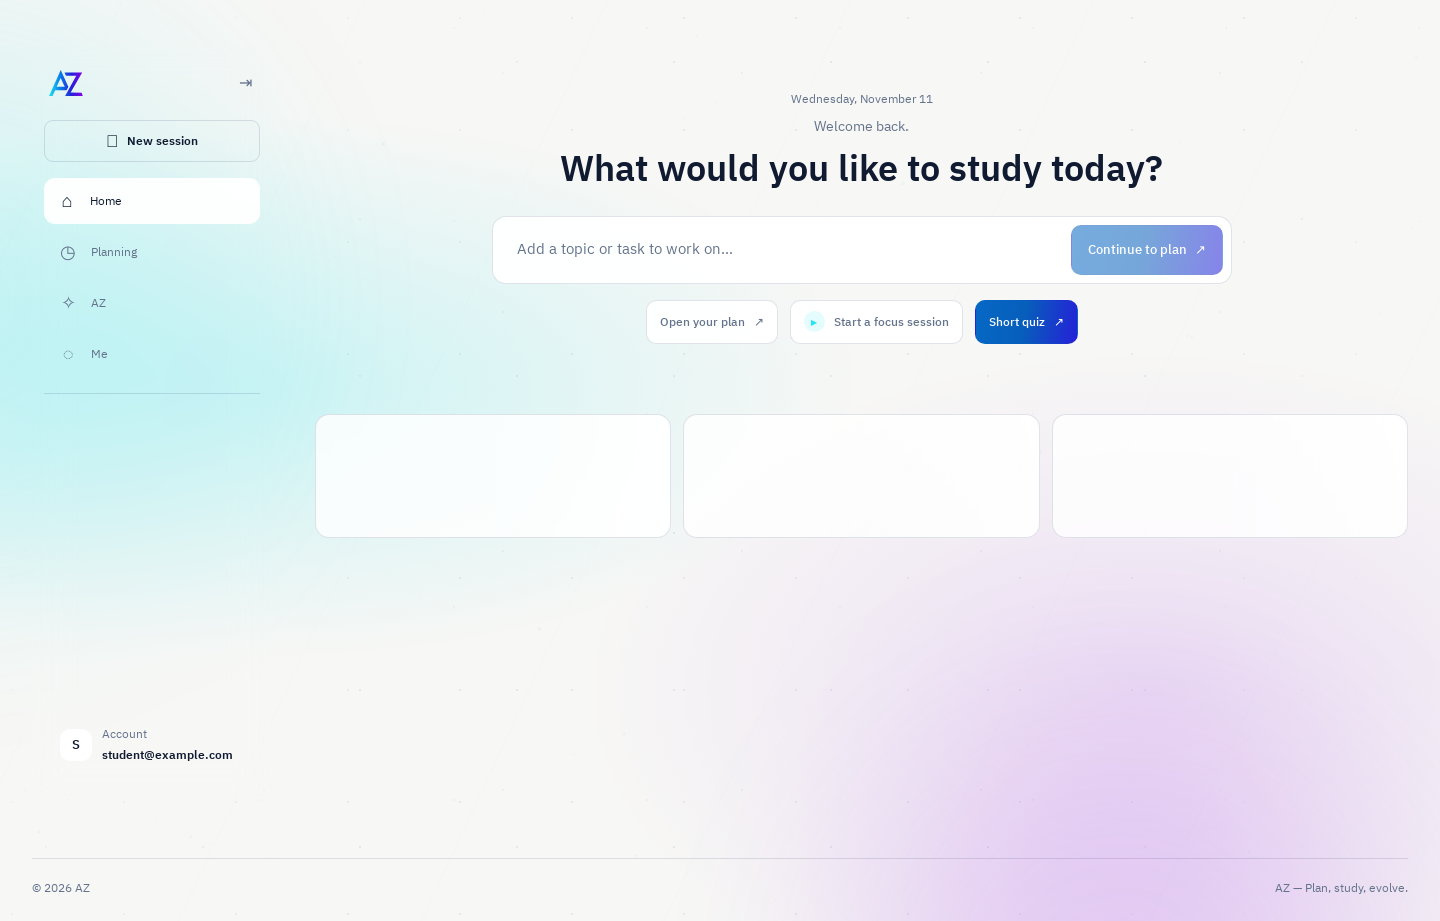 AZ
New session
Home
Planning
AZ
Me
Account
S
student@example.com
Wednesday, November 11
Welcome back.
What would you like to study today?
Add a topic or task to work on...
Continue to plan ↗
Open your plan ↗
Start a focus session
Short quiz ↗
© 2026 AZ
AZ — Plan, study, evolve.